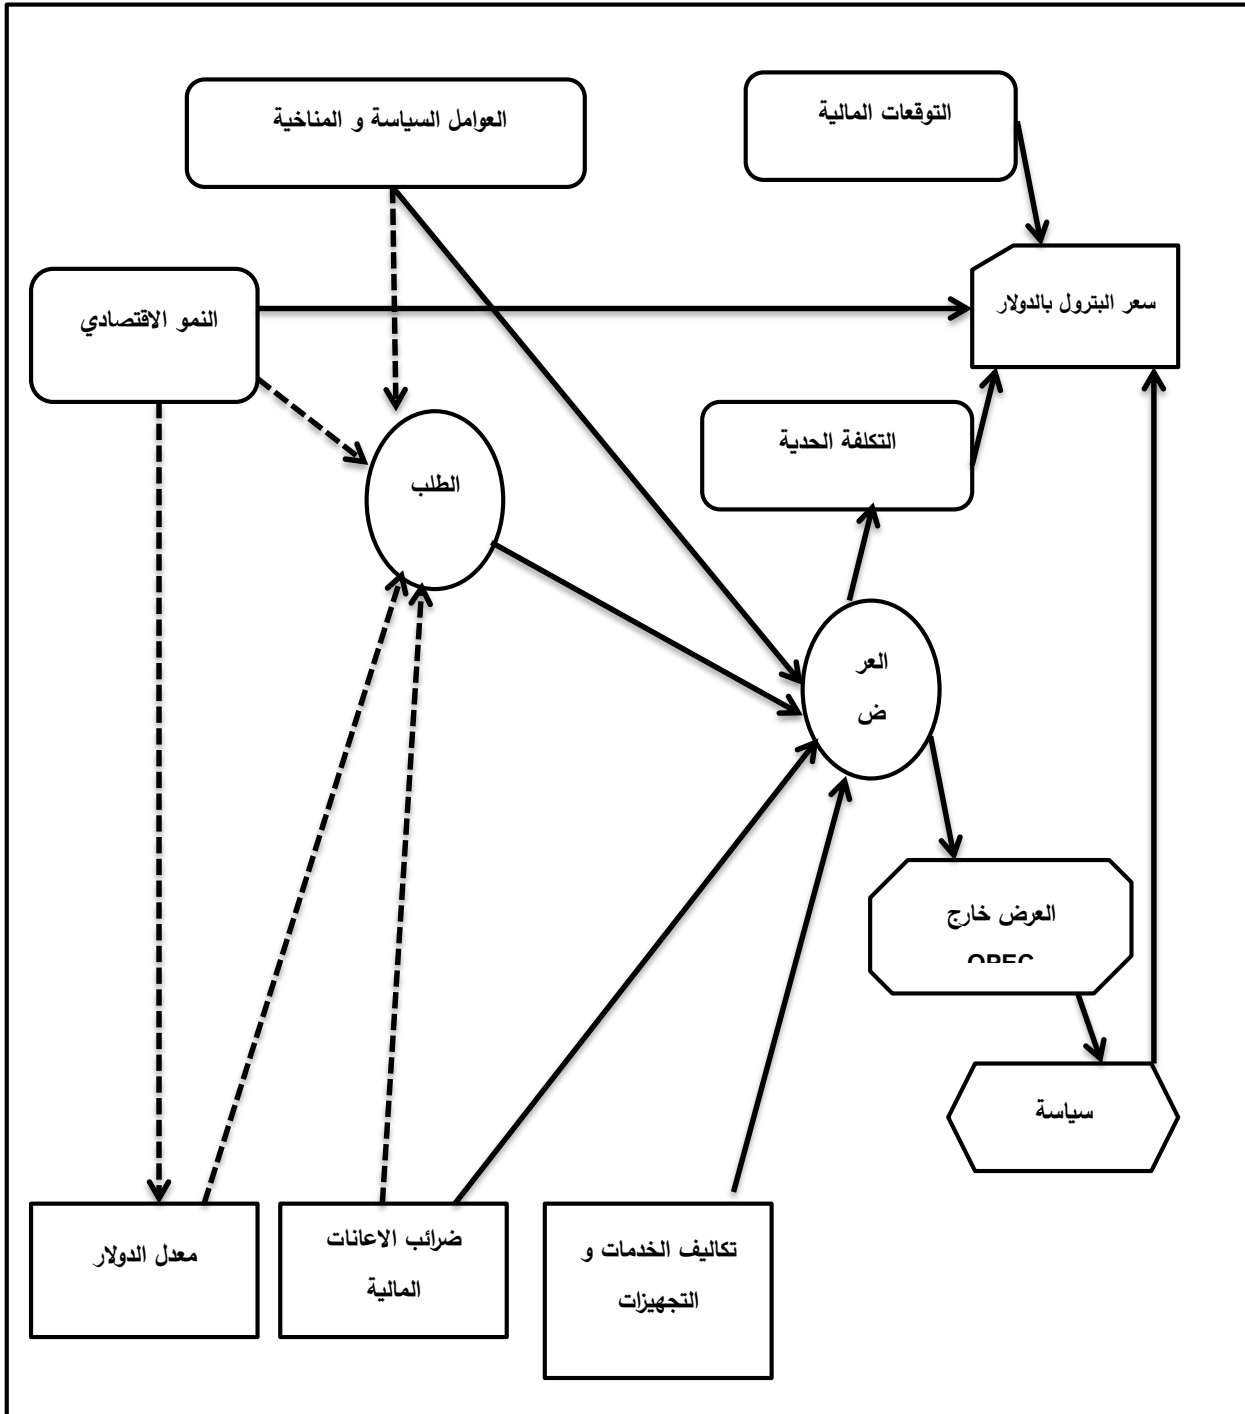 العوامل السياسة و المناخية
التوقعات المالية
النمو الاقتصادي
سعر البترول بالدولار
التكلفة الحدية
الطلب
العر
ض
العرض خارج
OPEC
سياسة
معدل الدولار
ضرائب الاعانات
المالية
تكاليف الخدمات و
التجهيزات